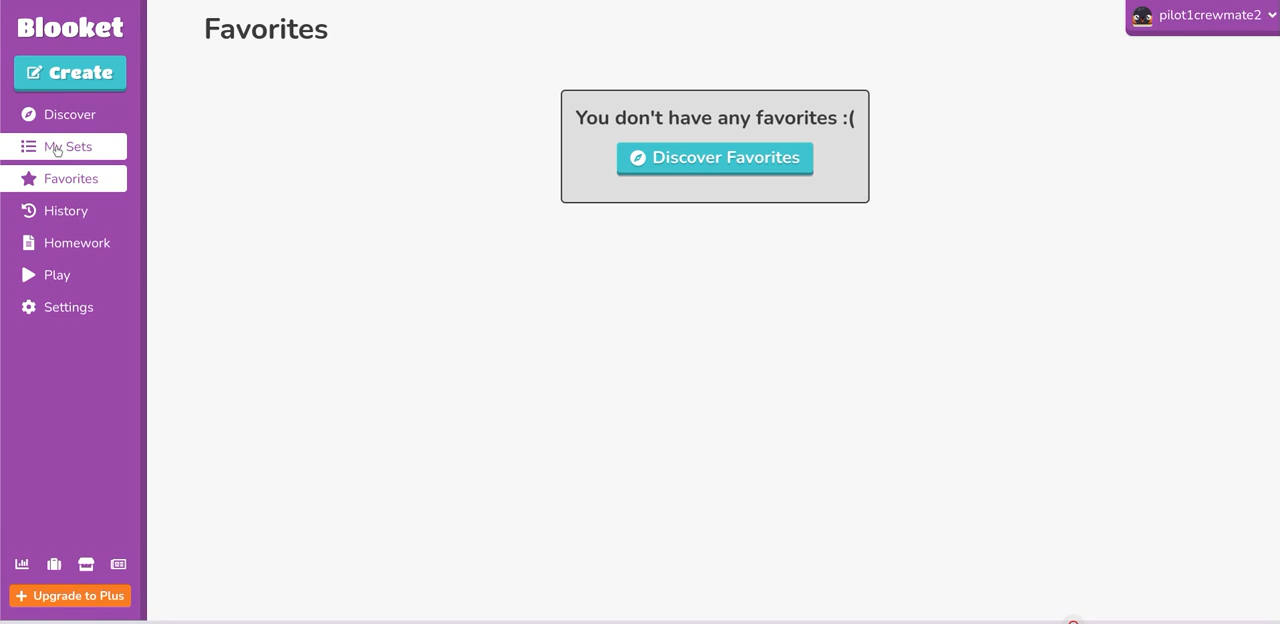 Blooket
Create
Discover
My Sets
Favorites
History
Homework
Play
Settings
Upgrade to Plus
Favorites
You don't have any favorites :(
Discover Favorites
pilot1crewmate2